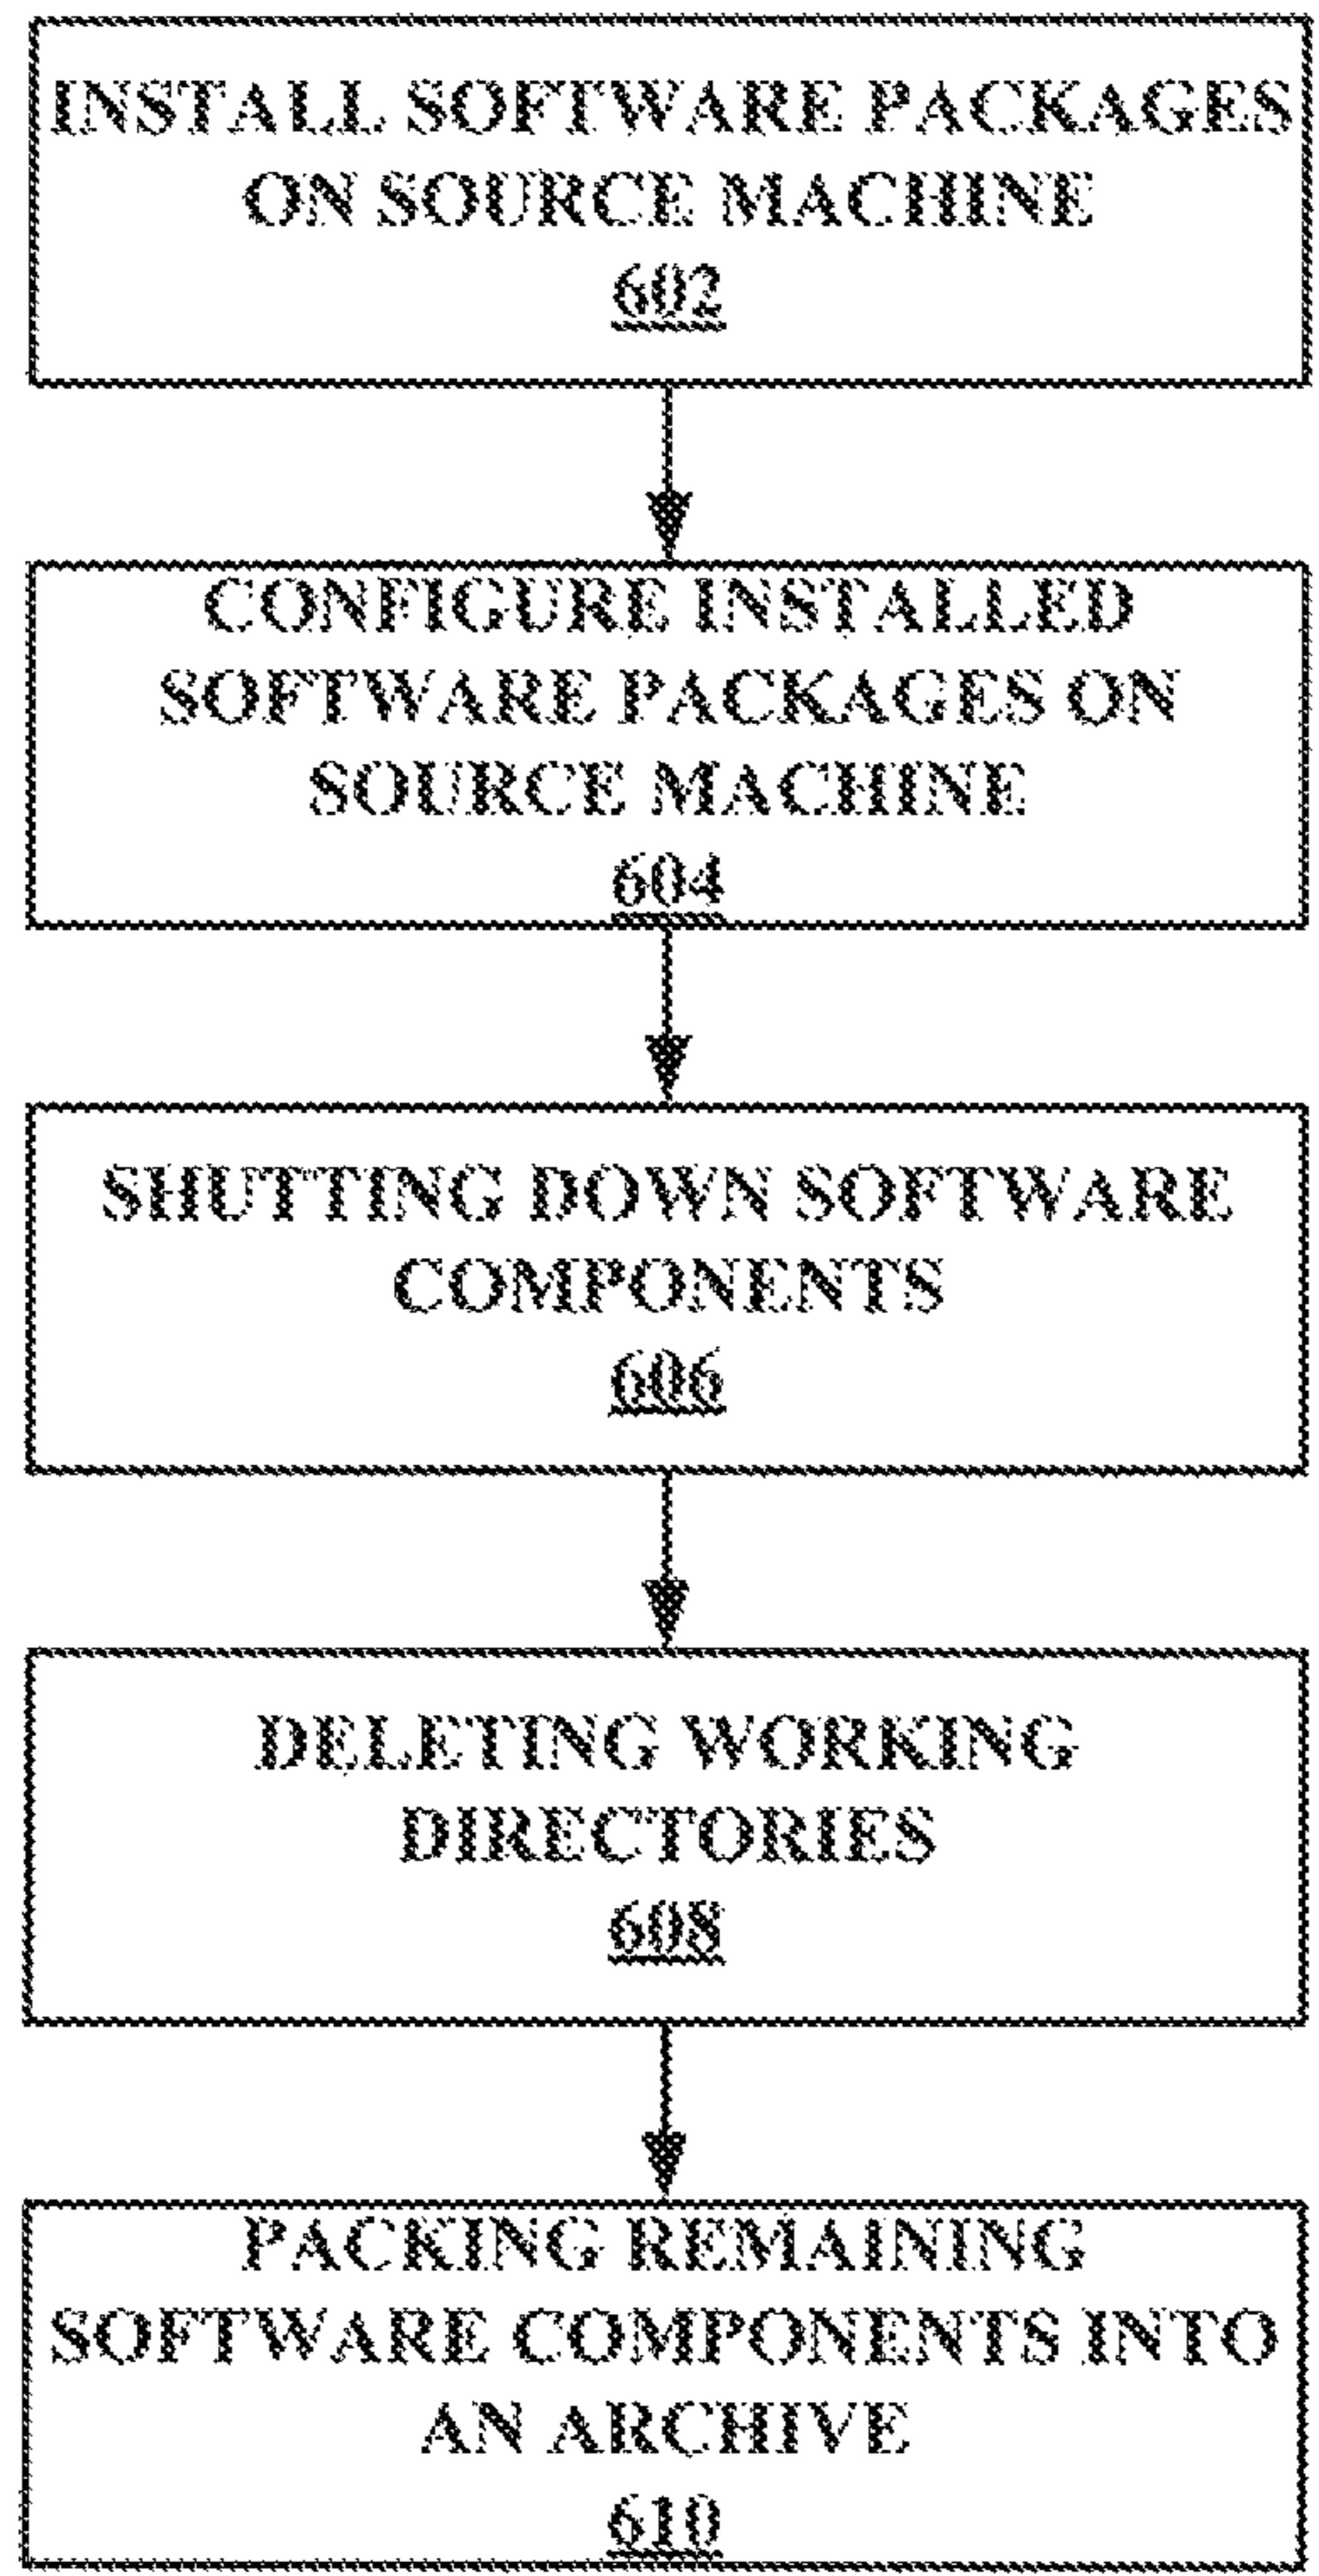 INSTALL SOFTWARE PACKAGES
ON SOURCE MACHINE
602
CONFIGURE INSTALLED
SOFTWARE PACKAGES ON
SOURCE MACHINE
604
SHUTTING DOWN SOFTWARE
COMPONENTS
606
DELETING WORKING
DIRECTORIES
608
PACKING REMAINING
SOFTWARE COMPONENTS INTO
AN ARCHIVE
610